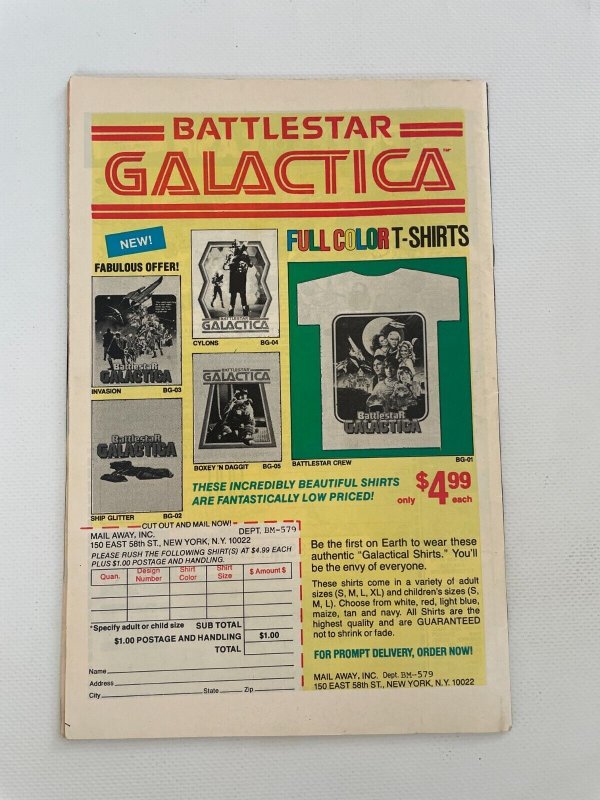 BATTLESTAR
GALACTICA™
NEW!
FABULOUS OFFER!
FULL COLOR T-SHIRTS
BattlestaR
GALACTICA
INVASION BG-03
BATTLESTAR
GALACTICA
CYLONS BG-04
BATTLESTAR
GALACTICA
BOXEY 'N DAGGIT BG-05
BattlestaR
GALACTICA
SHIP GLITTER BG-02
BattlestaR
GALACTICA
BATTLESTAR CREW BG-01
THESE INCREDIBLY BEAUTIFUL SHIRTS
ARE FANTASTICALLY LOW PRICED!
only $4.99 each
CUT OUT AND MAIL NOW!
MAIL AWAY, INC. DEPT. BM-579
150 EAST 58th ST., NEW YORK, N.Y. 10022
PLEASE RUSH THE FOLLOWING SHIRT(S) AT $4.99 EACH
PLUS $1.00 POSTAGE AND HANDLING.
Quan. Design Number Shirt Color Shirt Size $ Amount $
*Specify adult or child size SUB TOTAL
$1.00 POSTAGE AND HANDLING $1.00
TOTAL
Name
Address
City State Zip
Be the first on Earth to wear these
authentic "Galactical Shirts." You'll
be the envy of everyone.
These shirts come in a variety of adult
sizes (S, M, L, XL) and children's sizes (S,
M, L). Choose from white, red, light blue,
maize, tan and navy. All Shirts are the
highest quality and are GUARANTEED
not to shrink or fade.
FOR PROMPT DELIVERY, ORDER NOW!
MAIL AWAY, INC. Dept. BM-579
150 EAST 58th ST., NEW YORK, N.Y. 10022